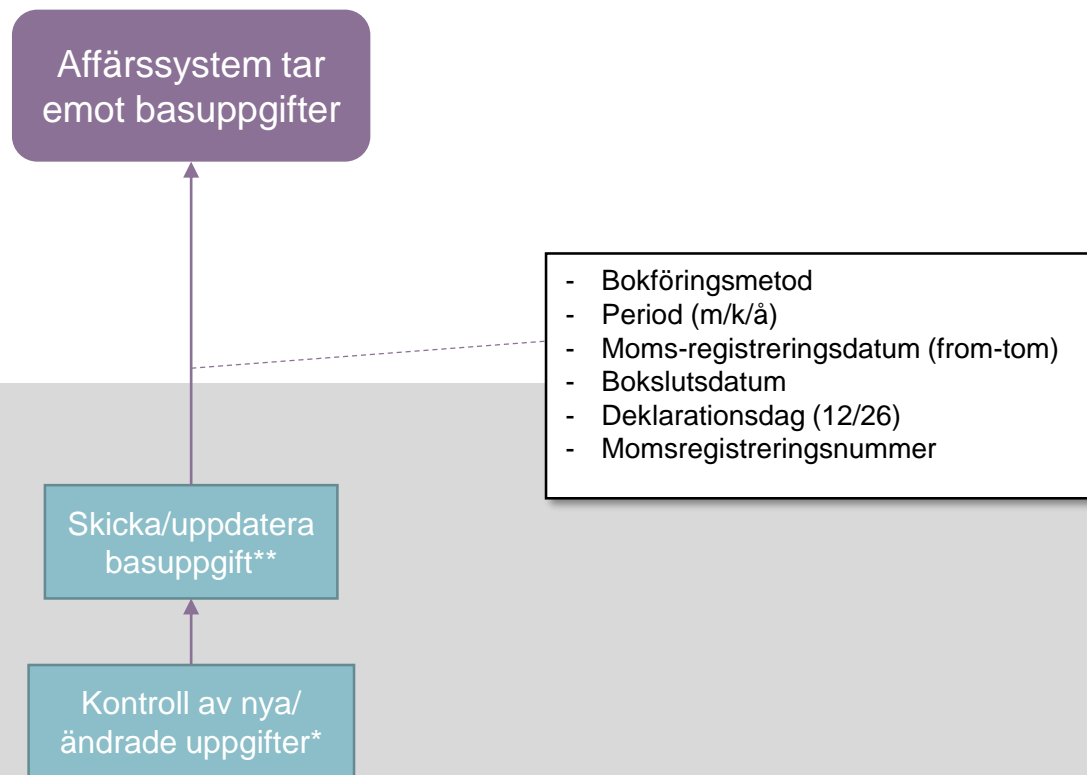 Affärssystem tar
emot basuppgifter
- Bokföringsmetod
- Period (m/k/å)
- Moms-registreringsdatum (from-tom)
- Bokslutsdatum
- Deklarationsdag (12/26)
- Momsregistreringsnummer
Skicka/uppdatera
basuppgift**
Kontroll av nya/
ändrade uppgifter*